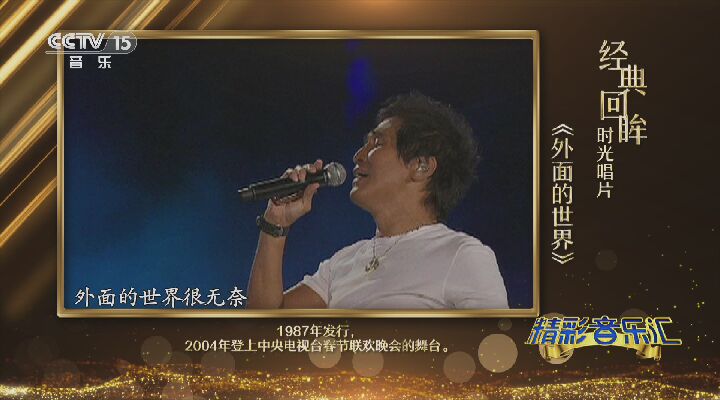 CCTV 15
音乐
经典回眸
时光唱片
《外面的世界》
外面的世界很无奈
1987年发行，
2004年登上中央电视台春节联欢晚会的舞台。
精彩音乐汇